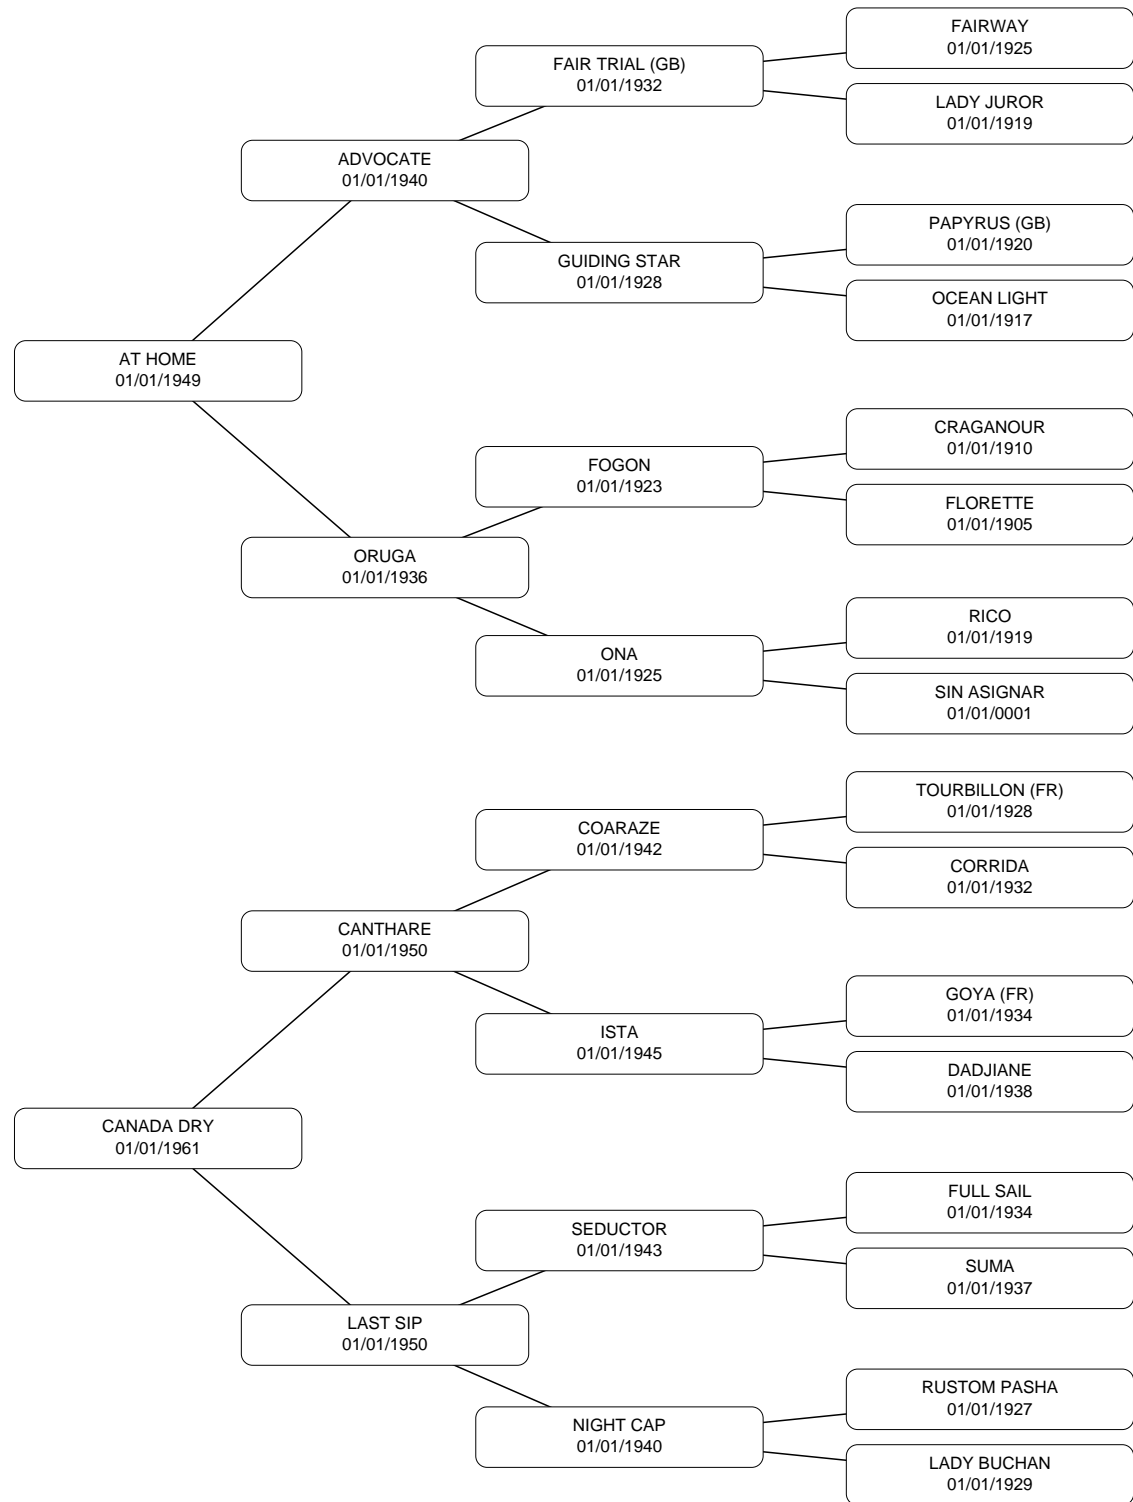 FAIRWAY
01/01/1925
FAIR TRIAL (GB)
01/01/1932
LADY JUROR
01/01/1919
ADVOCATE
01/01/1940
PAPYRUS (GB)
01/01/1920
GUIDING STAR
01/01/1928
OCEAN LIGHT
01/01/1917
AT HOME
01/01/1949
CRAGANOUR
01/01/1910
FOGON
01/01/1923
FLORETTE
01/01/1905
ORUGA
01/01/1936
RICO
01/01/1919
ONA
01/01/1925
SIN ASIGNAR
01/01/0001
TOURBILLON (FR)
01/01/1928
COARAZE
01/01/1942
CORRIDA
01/01/1932
CANTHARE
01/01/1950
GOYA (FR)
01/01/1934
ISTA
01/01/1945
DADJIANE
01/01/1938
CANADA DRY
01/01/1961
FULL SAIL
01/01/1934
SEDUCTOR
01/01/1943
SUMA
01/01/1937
LAST SIP
01/01/1950
RUSTOM PASHA
01/01/1927
NIGHT CAP
01/01/1940
LADY BUCHAN
01/01/1929